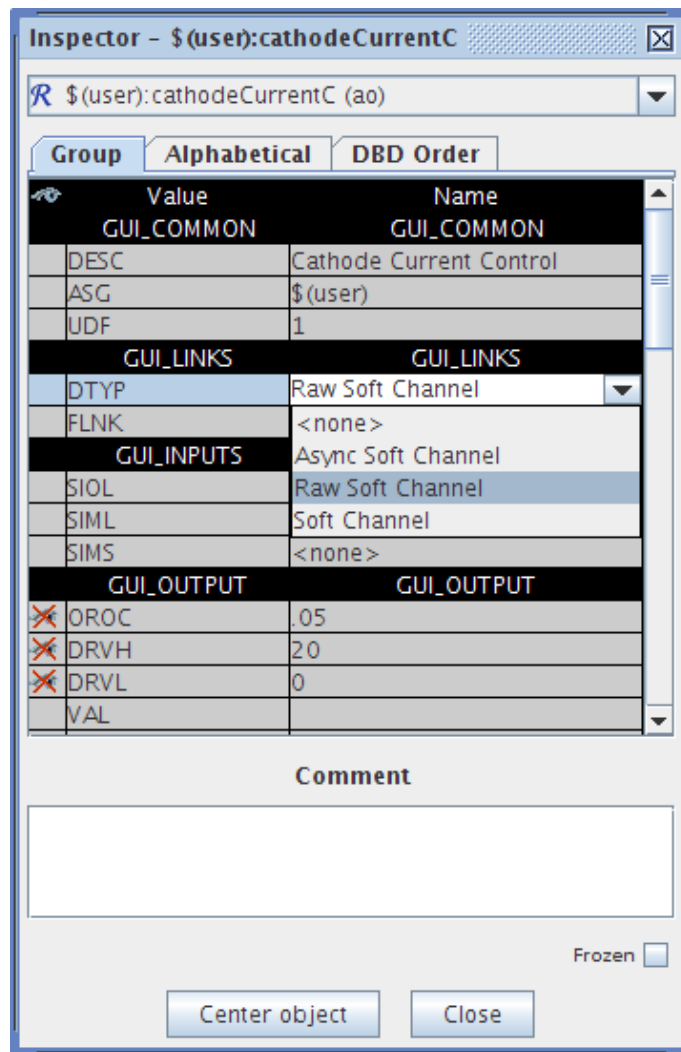 Inspector - $(user):cathodeCurrentC
R $(user):cathodeCurrentC (ao)
Group Alphabetical DBD Order
Value Name
GUI_COMMON GUI_COMMON
DESC Cathode Current Control
ASG $(user)
UDF 1
GUI_LINKS GUI_LINKS
DTYP Raw Soft Channel
FLNK <none>
GUI_INPUTS Async Soft Channel
SIOL Raw Soft Channel
SIML Soft Channel
SIMS <none>
GUI_OUTPUT GUI_OUTPUT
OROC .05
DRVH 20
DRVL 0
VAL
Comment
Frozen
Center object Close